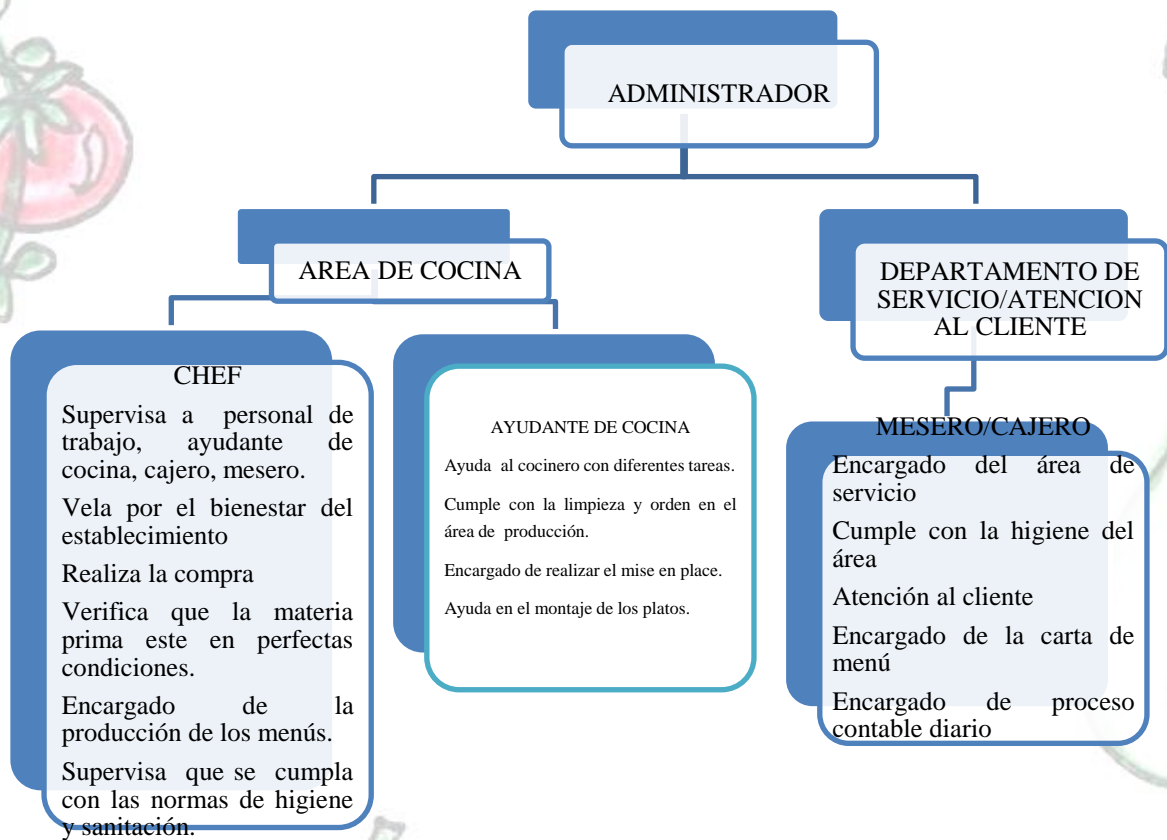 ADMINISTRADOR
AREA DE COCINA
DEPARTAMENTO DE
SERVICIO/ATENCION
AL CLIENTE
CHEF
Supervisa a personal de
trabajo, ayudante de
cocina, cajero, mesero.
Vela por el bienestar del
establecimiento
Realiza la compra
Verifica que la materia
prima este en perfectas
condiciones.
Encargado de la
producción de los menús.
Supervisa que se cumpla
con las normas de higiene
y sanitación.
AYUDANTE DE COCINA
Ayuda al cocinero con diferentes tareas.
Cumple con la limpieza y orden en el
área de producción.
Encargado de realizar el mise en place.
Ayuda en el montaje de los platos.
MESERO/CAJERO
Encargado del área de
servicio
Cumple con la higiene del
área
Atención al cliente
Encargado de la carta de
menú
Encargado de proceso
contable diario